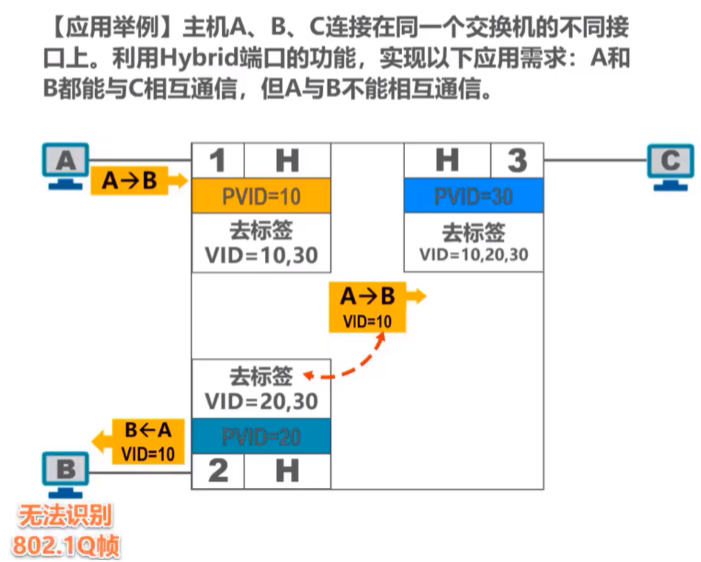 【应用举例】主机A、B、C连接在同一个交换机的不同接
口上。利用Hybrid端口的功能，实现以下应用需求：A和
B都能与C相互通信，但A与B不能相互通信。
A
1 H
H 3
C
A→B
PVID=10
PVID=30
去标签
VID=10,30
去标签
VID=10,20,30
A→B
VID=10
去标签
VID=20,30
B←A
VID=10
PVID=20
B
2 H
无法识别
802.1Q帧